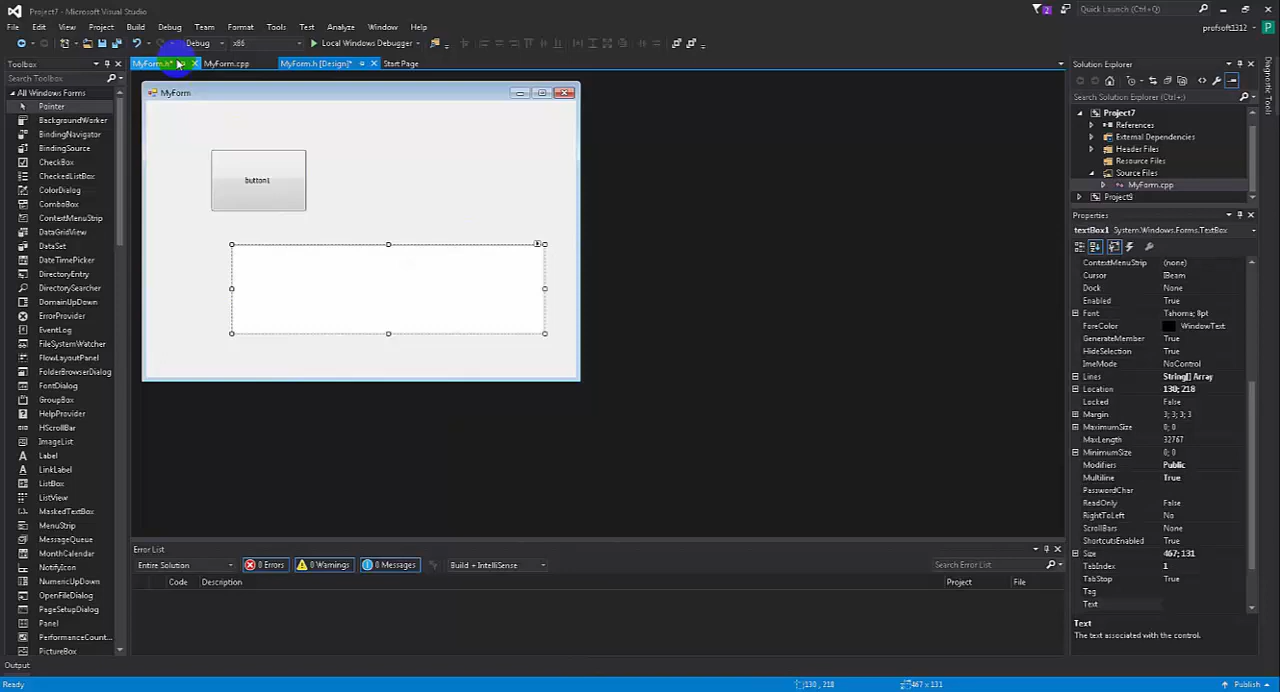 Project7 - Microsoft Visual Studio
2
Quick Launch (Ctrl+Q)
File Edit View Project Build Debug Team Format Tools Test Analyze Window Help
profsoft1312
P
Debug x86 Local Windows Debugger
Toolbox
Search Toolbox
All Windows Forms
Pointer
BackgroundWorker
BindingNavigator
BindingSource
CheckBox
CheckedListBox
ColorDialog
ComboBox
ContextMenuStrip
DataGridView
DataSet
DateTimePicker
DirectoryEntry
DirectorySearcher
DomainUpDown
ErrorProvider
EventLog
FileSystemWatcher
FlowLayoutPanel
FolderBrowserDialog
FontDialog
GroupBox
HelpProvider
HScrollBar
ImageList
Label
LinkLabel
ListBox
ListView
MaskedTextBox
MenuStrip
MessageQueue
MonthCalendar
NotifyIcon
NumericUpDown
OpenFileDialog
PageSetupDialog
Panel
PerformanceCount...
PictureBox
MyForm.h* MyForm.cpp MyForm.h [Design]* Start Page
MyForm
button1
Error List
Entire Solution 0 Errors 0 Warnings 0 Messages Build + IntelliSense Search Error List
Code Description Project File
Solution Explorer
Search Solution Explorer (Ctrl+;)
Project7
References
External Dependencies
Header Files
Resource Files
Source Files
MyForm.cpp
Project9
Properties
textBox1 System.Windows.Forms.TextBox
ContextMenuStrip (none)
Cursor IBeam
Dock None
Enabled True
Font Tahoma; 8pt
ForeColor WindowText
GenerateMember True
HideSelection True
ImeMode NoControl
Lines String[] Array
Location 130; 218
Locked False
Margin 3; 3; 3; 3
MaximumSize 0; 0
MaxLength 32767
MinimumSize 0; 0
Modifiers Public
Multiline True
PasswordChar
ReadOnly False
RightToLeft No
ScrollBars None
ShortcutsEnabled True
Size 467; 131
TabIndex 1
TabStop True
Tag
Text
Text
The text associated with the control.
Diagnostic Tools
Output
Ready 130 , 218 467 x 131 Publish